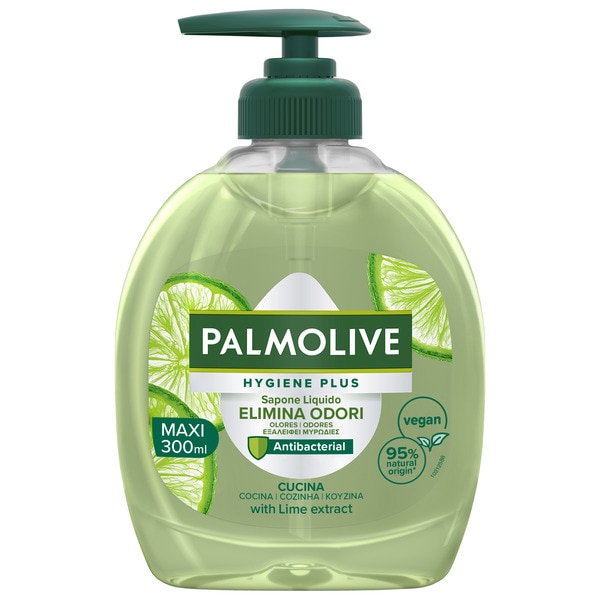 PALMOLIVE
HYGIENE PLUS
Sapone Liquido
ELIMINA ODORI
OLORES | ODORES
ΕΞΑΛΕΙΦΕΙ ΜΥΡΩΔΙΕΣ
Antibacterial
MAXI
300ml
vegan
95%
natural
origin*
CUCINA
COCINA | COZINHA | ΚΟΥΖΙΝΑ
with Lime extract